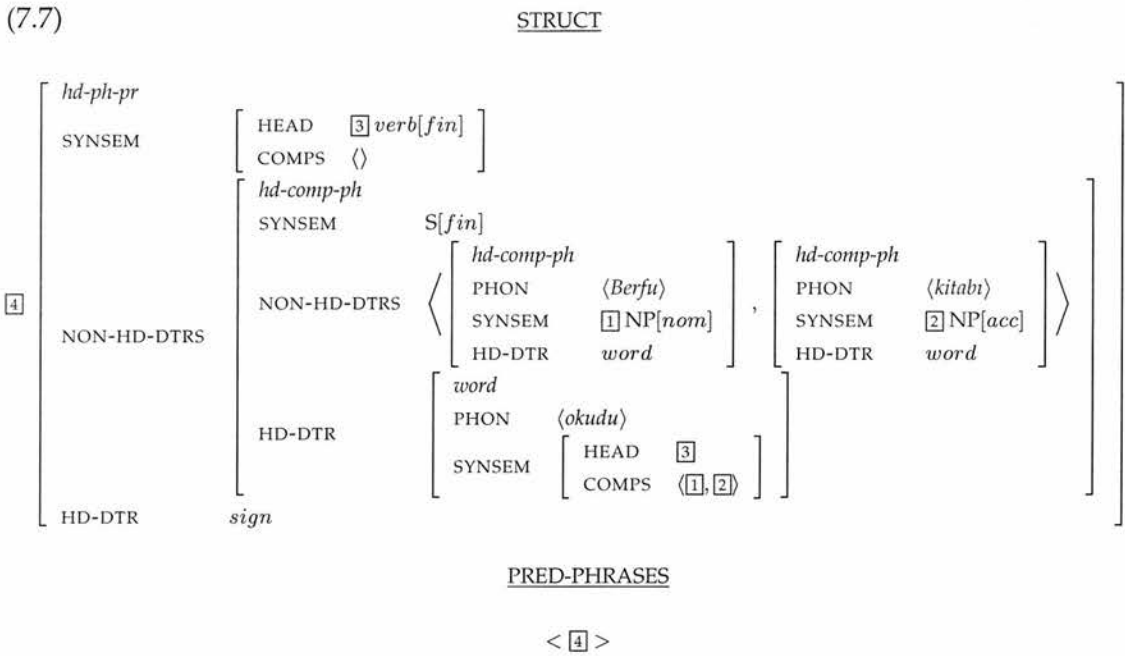 (7.7)
STRUCT
hd-ph-pr
SYNSEM
HEAD 3 verb[fin]
COMPS ⟨⟩
hd-comp-ph
SYNSEM S[fin]
4
NON-HD-DTRS
NON-HD-DTRS
hd-comp-ph
PHON ⟨Berfu⟩
SYNSEM 1 NP[nom]
HD-DTR word
,
hd-comp-ph
PHON ⟨kitabı⟩
SYNSEM 2 NP[acc]
HD-DTR word
HD-DTR
word
PHON ⟨okudu⟩
SYNSEM
HEAD 3
COMPS ⟨1, 2⟩
HD-DTR sign
PRED-PHRASES
< 4 >